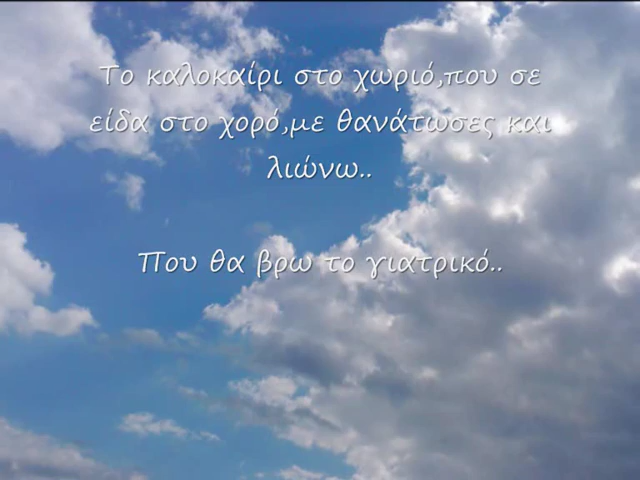 Το καλοκαίρι στο χωριό,που σε
είδα στο χορό,με θανάτωσες και
λιώνω..
Που θα βρω το γιατρικό..